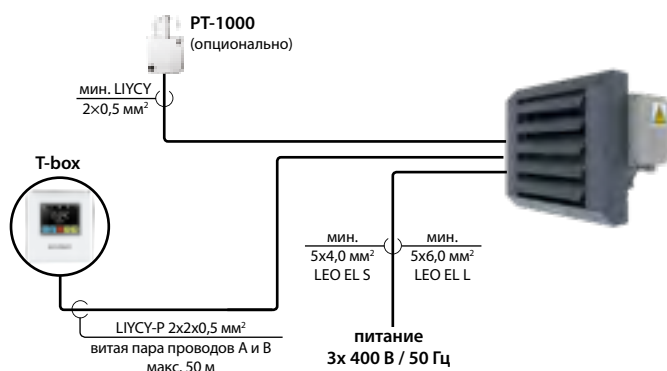 PT-1000
(опционально)
мин. LIYCY
2×0,5 мм²
T-box
мин.
5x4,0 мм²
LEO EL S
мин.
5x6,0 мм²
LEO EL L
LIYCY-P 2x2x0,5 мм²
витая пара проводов А и В
макс. 50 м
питание
3x 400 В / 50 Гц